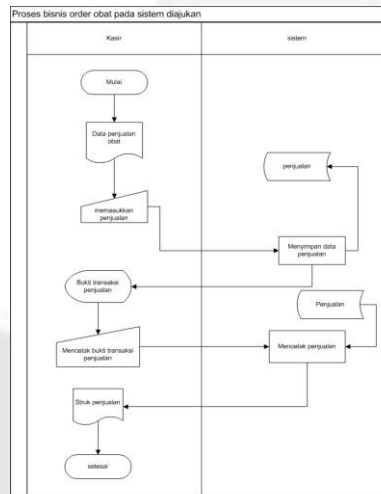 Proses bisnis order obat pada sistem diajukan
Kasir
sistem
Mulai
Data penjualan
obat
penjualan
memasukkan
penjualan
Menyimpan data
penjualan
Bukti transaksi
penjualan
Penjualan
Mencetak bukti transaksi
penjualan
Mencetak penjualan
Struk penjualan
selesai